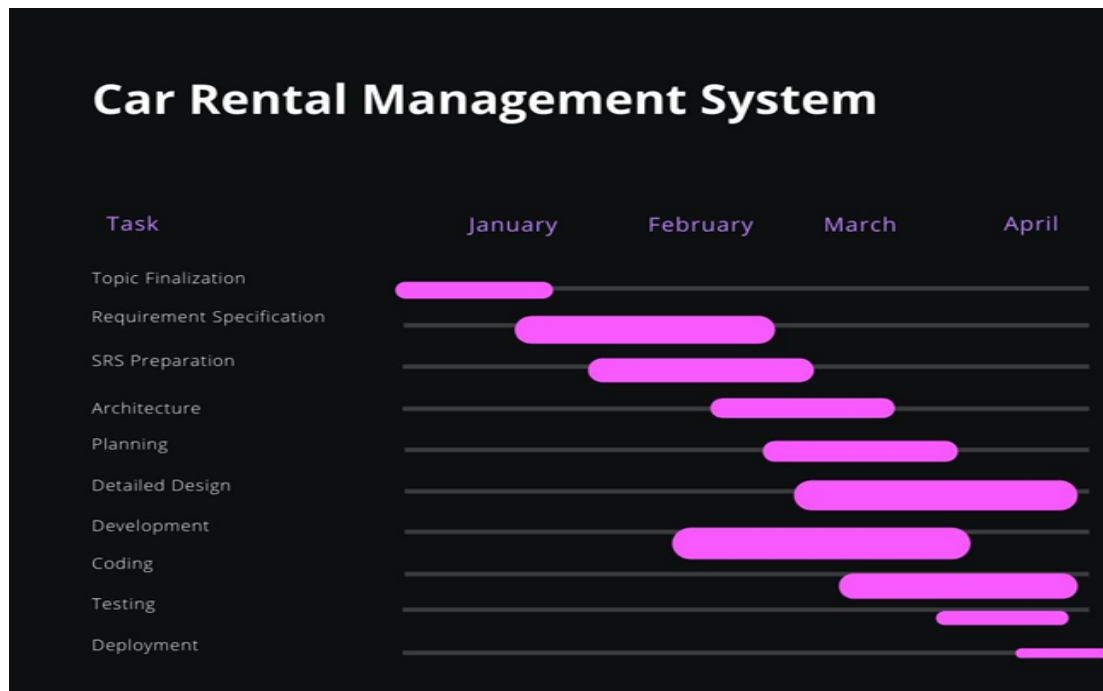 Car Rental Management System
Task January February March April
Topic Finalization
Requirement Specification
SRS Preparation
Architecture
Planning
Detailed Design
Development
Coding
Testing
Deployment